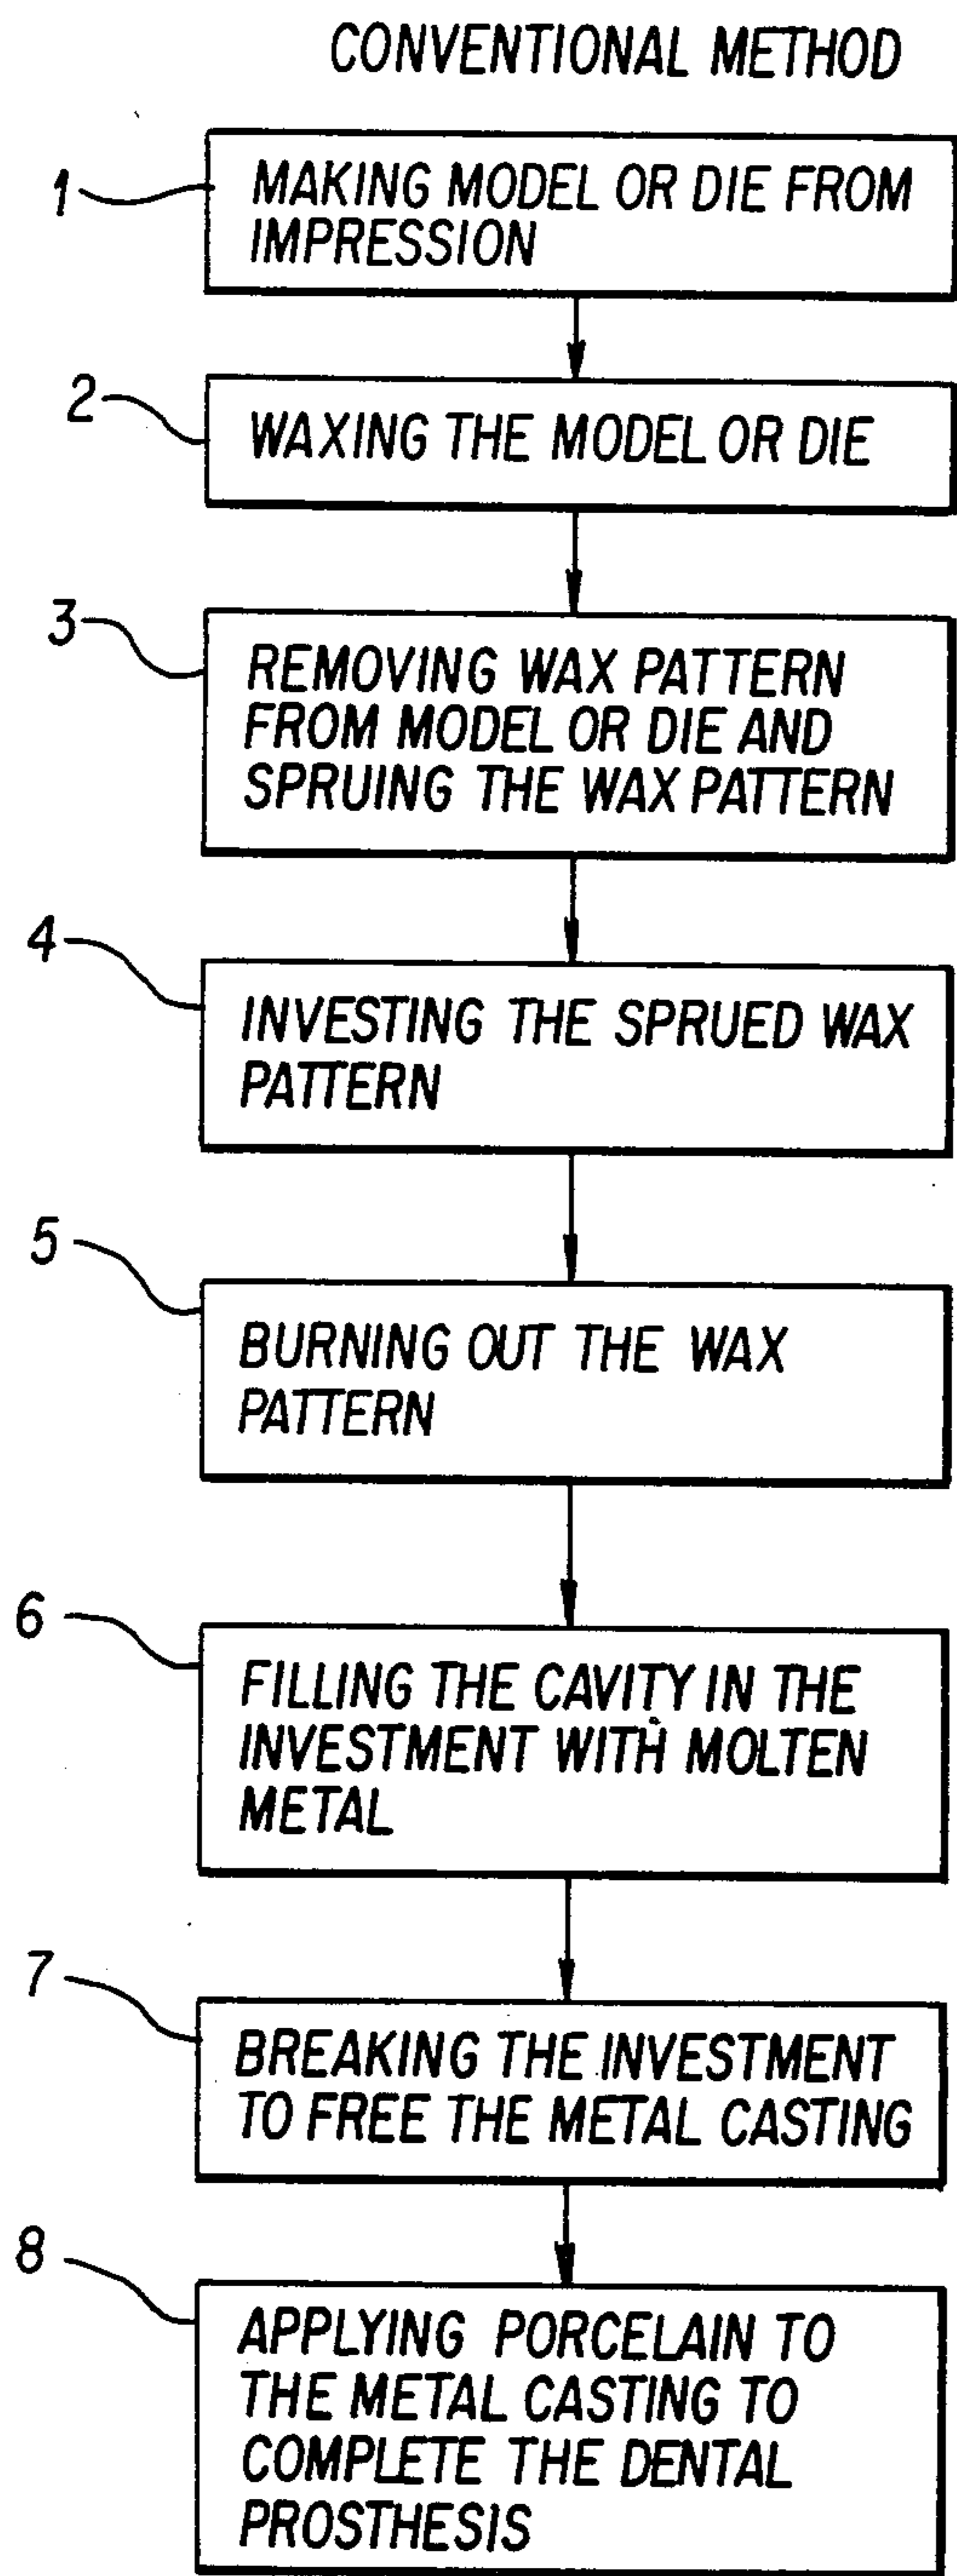 CONVENTIONAL METHOD
1
MAKING MODEL OR DIE FROM
IMPRESSION
2
WAXING THE MODEL OR DIE
3
REMOVING WAX PATTERN
FROM MODEL OR DIE AND
SPRUING THE WAX PATTERN
4
INVESTING THE SPRUED WAX
PATTERN
5
BURNING OUT THE WAX
PATTERN
6
FILLING THE CAVITY IN THE
INVESTMENT WITH MOLTEN
METAL
7
BREAKING THE INVESTMENT
TO FREE THE METAL CASTING
8
APPLYING PORCELAIN TO
THE METAL CASTING TO
COMPLETE THE DENTAL
PROSTHESIS